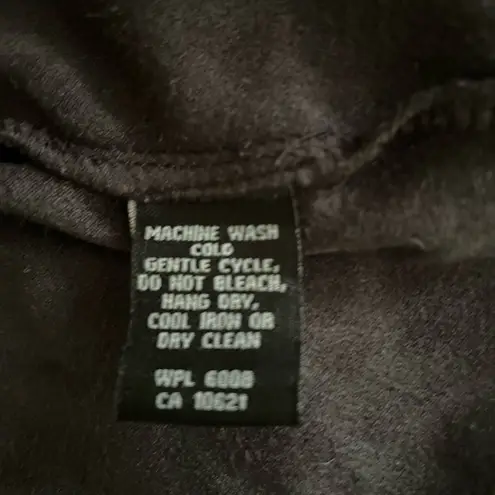 MACHINE WASH
COLD
GENTLE CYCLE,
DO NOT BLEACH,
HANG DRY,
COOL IRON OR
DRY CLEAN
WPL 6008
CA 10621